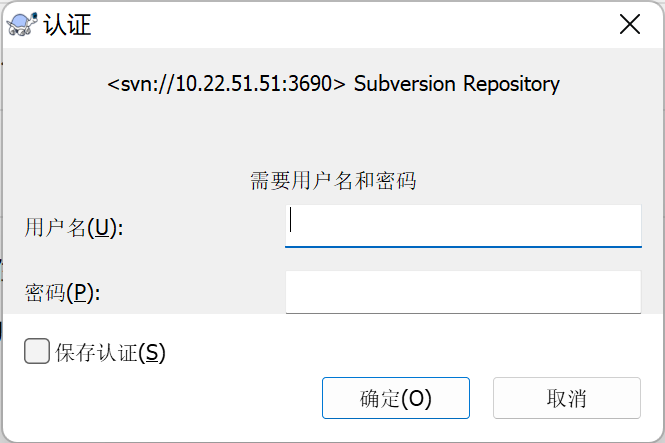 认证
<svn://10.22.51.51:3690> Subversion Repository
需要用户名和密码
用户名(U):
密码(P):
保存认证(S)
确定(O) 取消